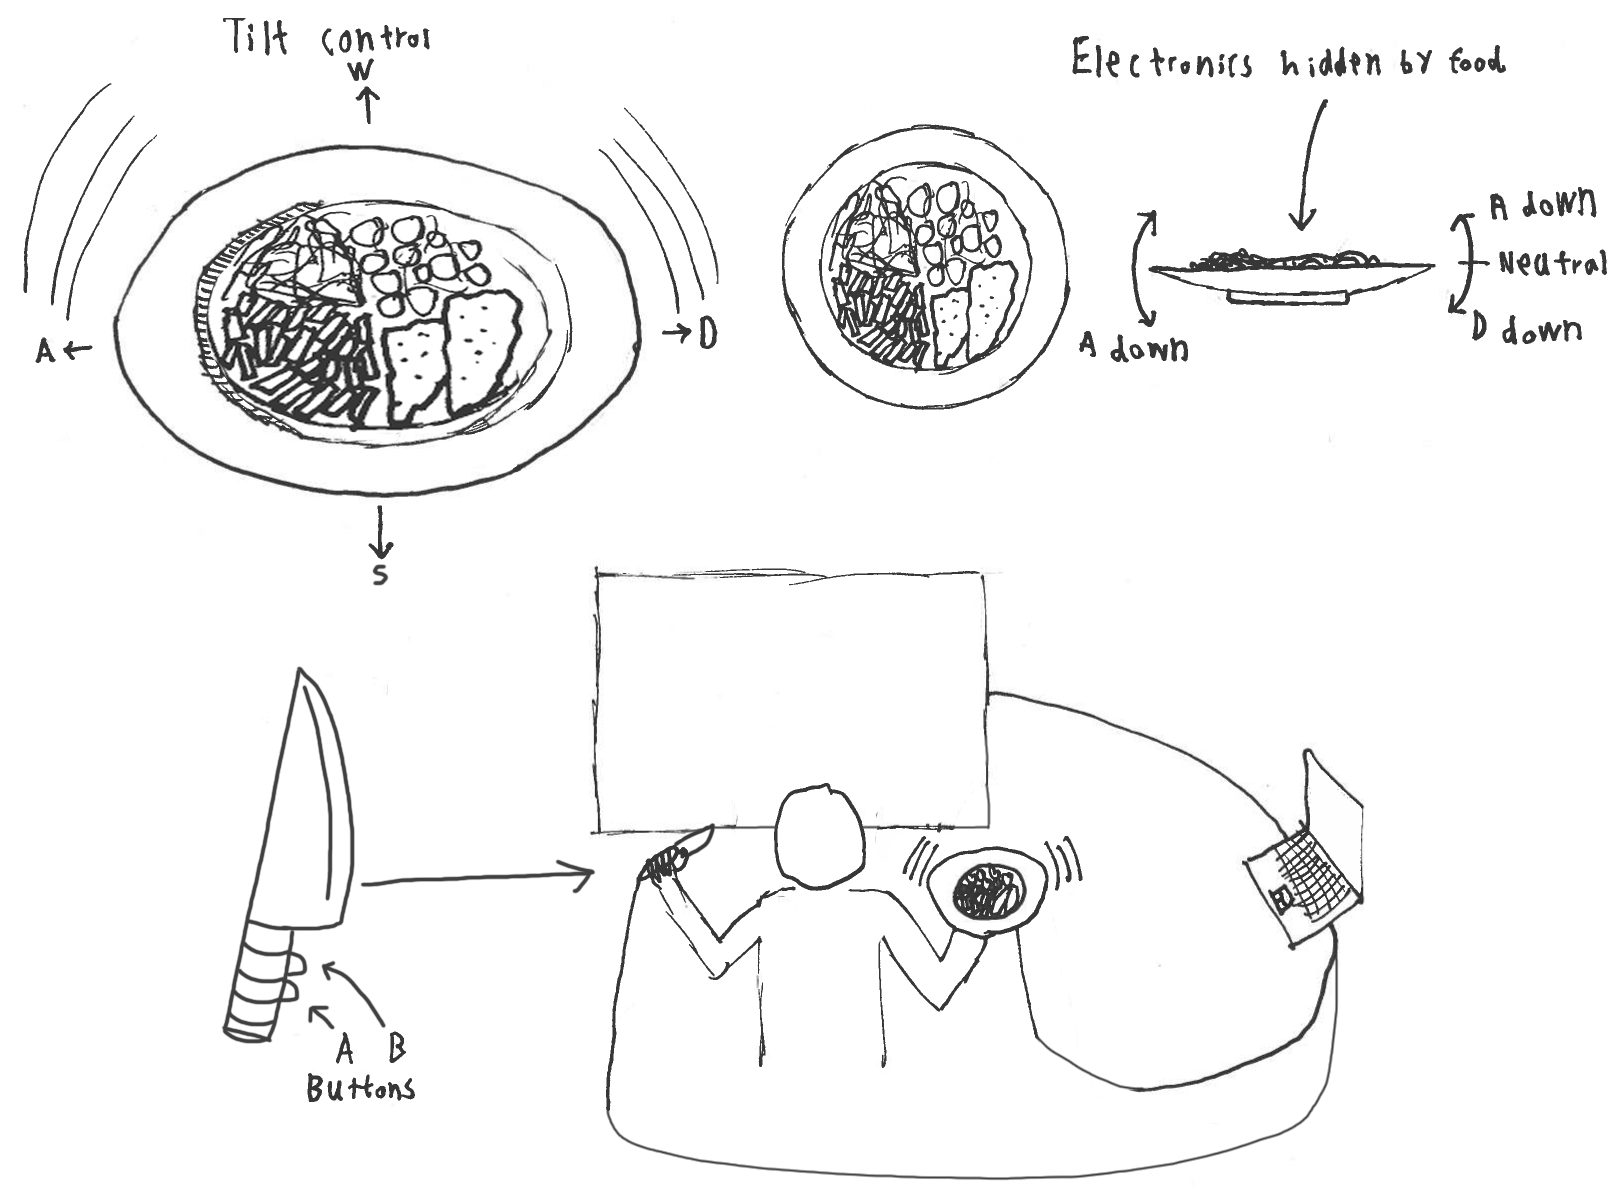 Tilt control
W
A
D
S
Electronics hidden by food
A down
Neutral
D down
A down
A B
Buttons